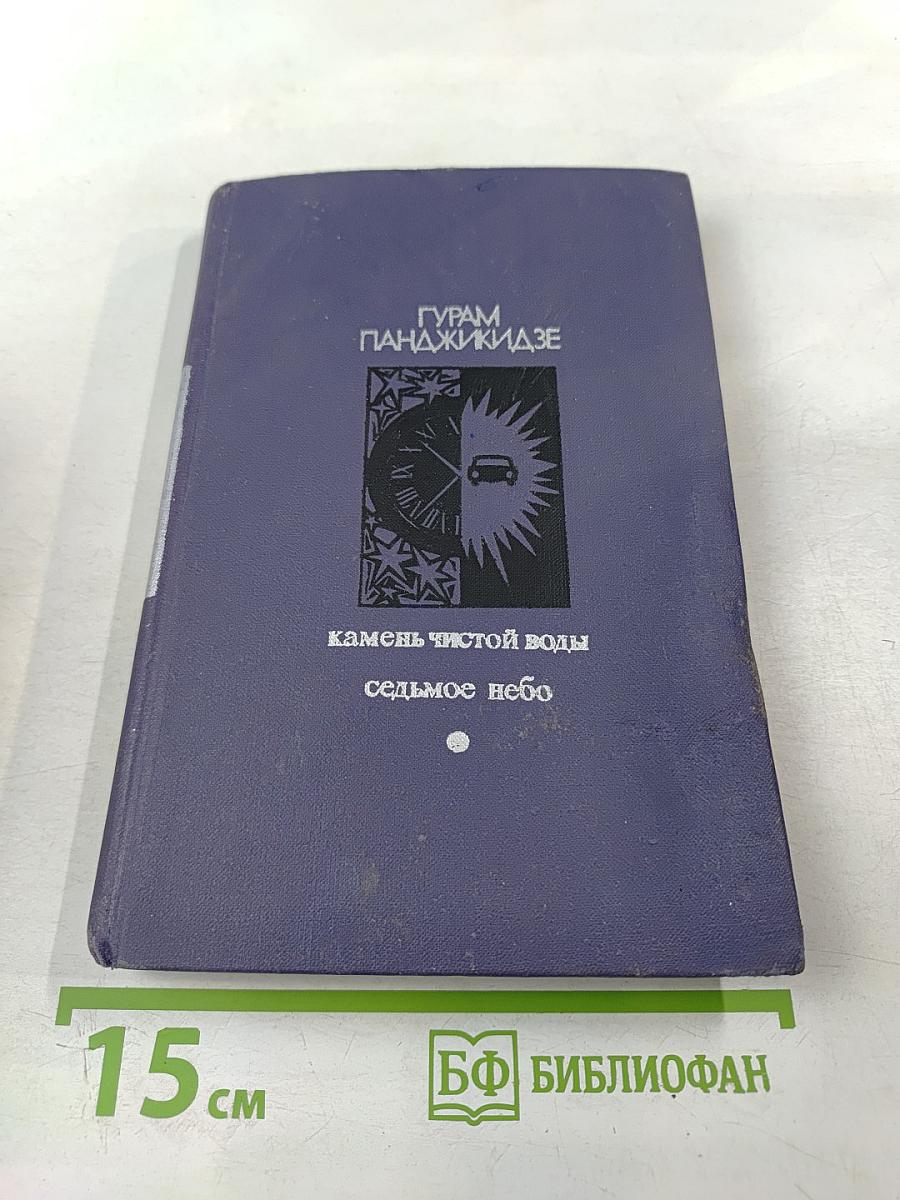 ГУРАМ
ПАНДЖИКИДЗЕ
камень чистой воды
седьмое небо
15 см
БФ БИБЛИОФАН